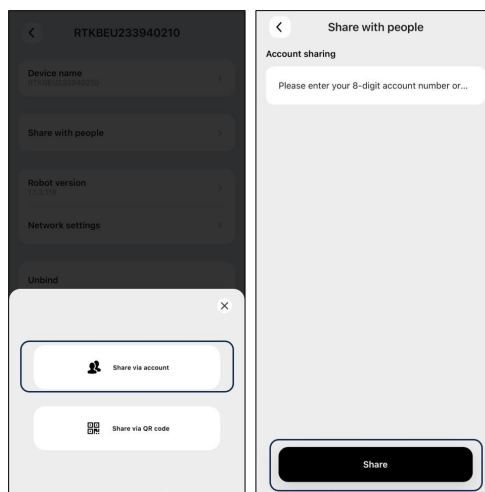 RTKBEU233940210
Device name
RTKBEU233940210
Share with people
Robot version
Network settings
Unbind
Share via account
Share via QR code
Share with people
Account sharing
Please enter your 8-digit account number or...
Share